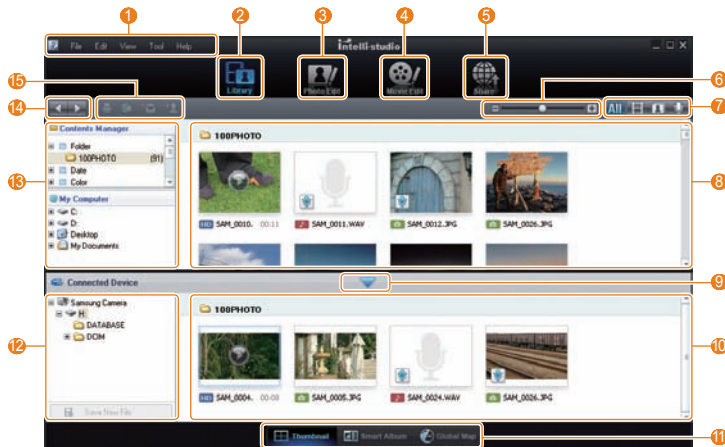 1
2
3
4
5
File Edit View Tool Help
Intelli-studio
15
Library
Photo Edit
Movie Edit
Share
6
14
All
7
Contents Manager
100PHOTO
Folder
100PHOTO (91)
Date
Color
13
8
My Computer
C:
D:
Desktop
My Documents
HD SAM_0010. 00:11
SAM_0011.WAV
SAM_0012.JPG
SAM_0026.JPG
Connected Device
9
Samsung Camera
H:
DATABASE
DCIM
100PHOTO
12
10
HD SAM_0004. 00:08
SAM_0005.JPG
SAM_0024.WAV
SAM_0026.JPG
Save New File
Thumbnail
Smart Album
Global Map
11